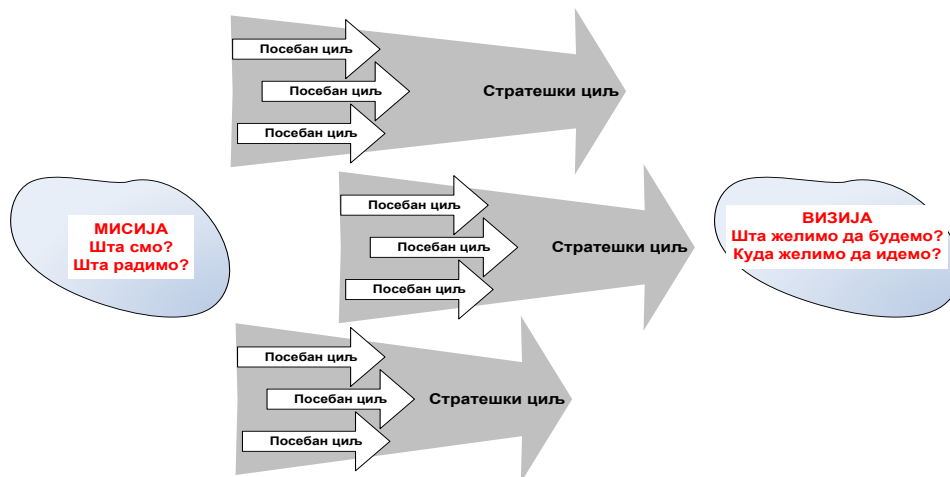 Посебан циљ
Посебан циљ
Стратешки циљ
Посебан циљ
МИСИЈА
Шта смо?
Шта радимо?
Посебан циљ
Посебан циљ
Стратешки циљ
Посебан циљ
ВИЗИЈА
Шта желимо да будемо?
Куда желимо да идемо?
Посебан циљ
Посебан циљ
Стратешки циљ
Посебан циљ